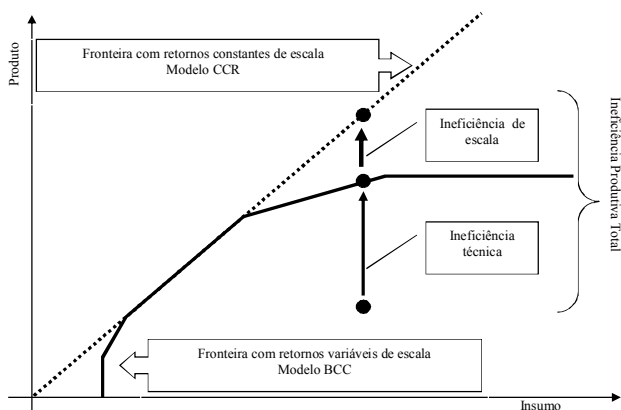 Produto
Fronteira com retornos constantes de escala
Modelo CCR
Ineficiência de
escala
Ineficiência Produtiva Total
Ineficiência
técnica
Fronteira com retornos variáveis de escala
Modelo BCC
Insumo